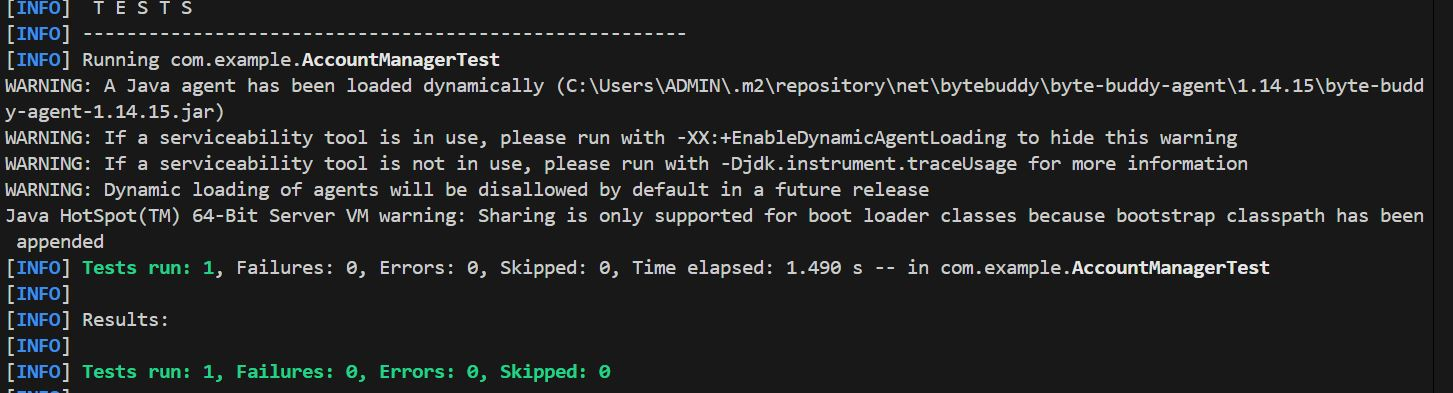 [INFO]  T E S T S
[INFO] -------------------------------------------------------
[INFO] Running com.example.AccountManagerTest
WARNING: A Java agent has been loaded dynamically (C:\Users\ADMIN\.m2\repository\net\bytebuddy\byte-buddy-agent\1.14.15\byte-budd
y-agent-1.14.15.jar)
WARNING: If a serviceability tool is in use, please run with -XX:+EnableDynamicAgentLoading to hide this warning
WARNING: If a serviceability tool is not in use, please run with -Djdk.instrument.traceUsage for more information
WARNING: Dynamic loading of agents will be disallowed by default in a future release
Java HotSpot(TM) 64-Bit Server VM warning: Sharing is only supported for boot loader classes because bootstrap classpath has been
 appended
[INFO] Tests run: 1, Failures: 0, Errors: 0, Skipped: 0, Time elapsed: 1.490 s -- in com.example.AccountManagerTest
[INFO]
[INFO] Results:
[INFO]
[INFO] Tests run: 1, Failures: 0, Errors: 0, Skipped: 0